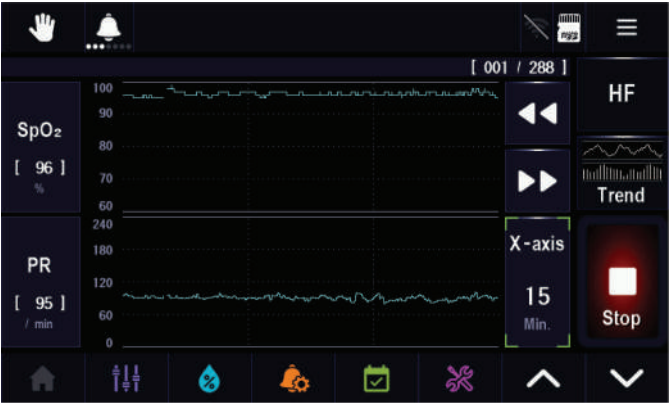 [ 001 / 288 ]
HF
SpO₂
[ 96 ]
%
100
90
80
70
60
Trend
PR
[ 95 ]
/ min
240
180
120
60
0
X-axis
15
Min.
Stop
%